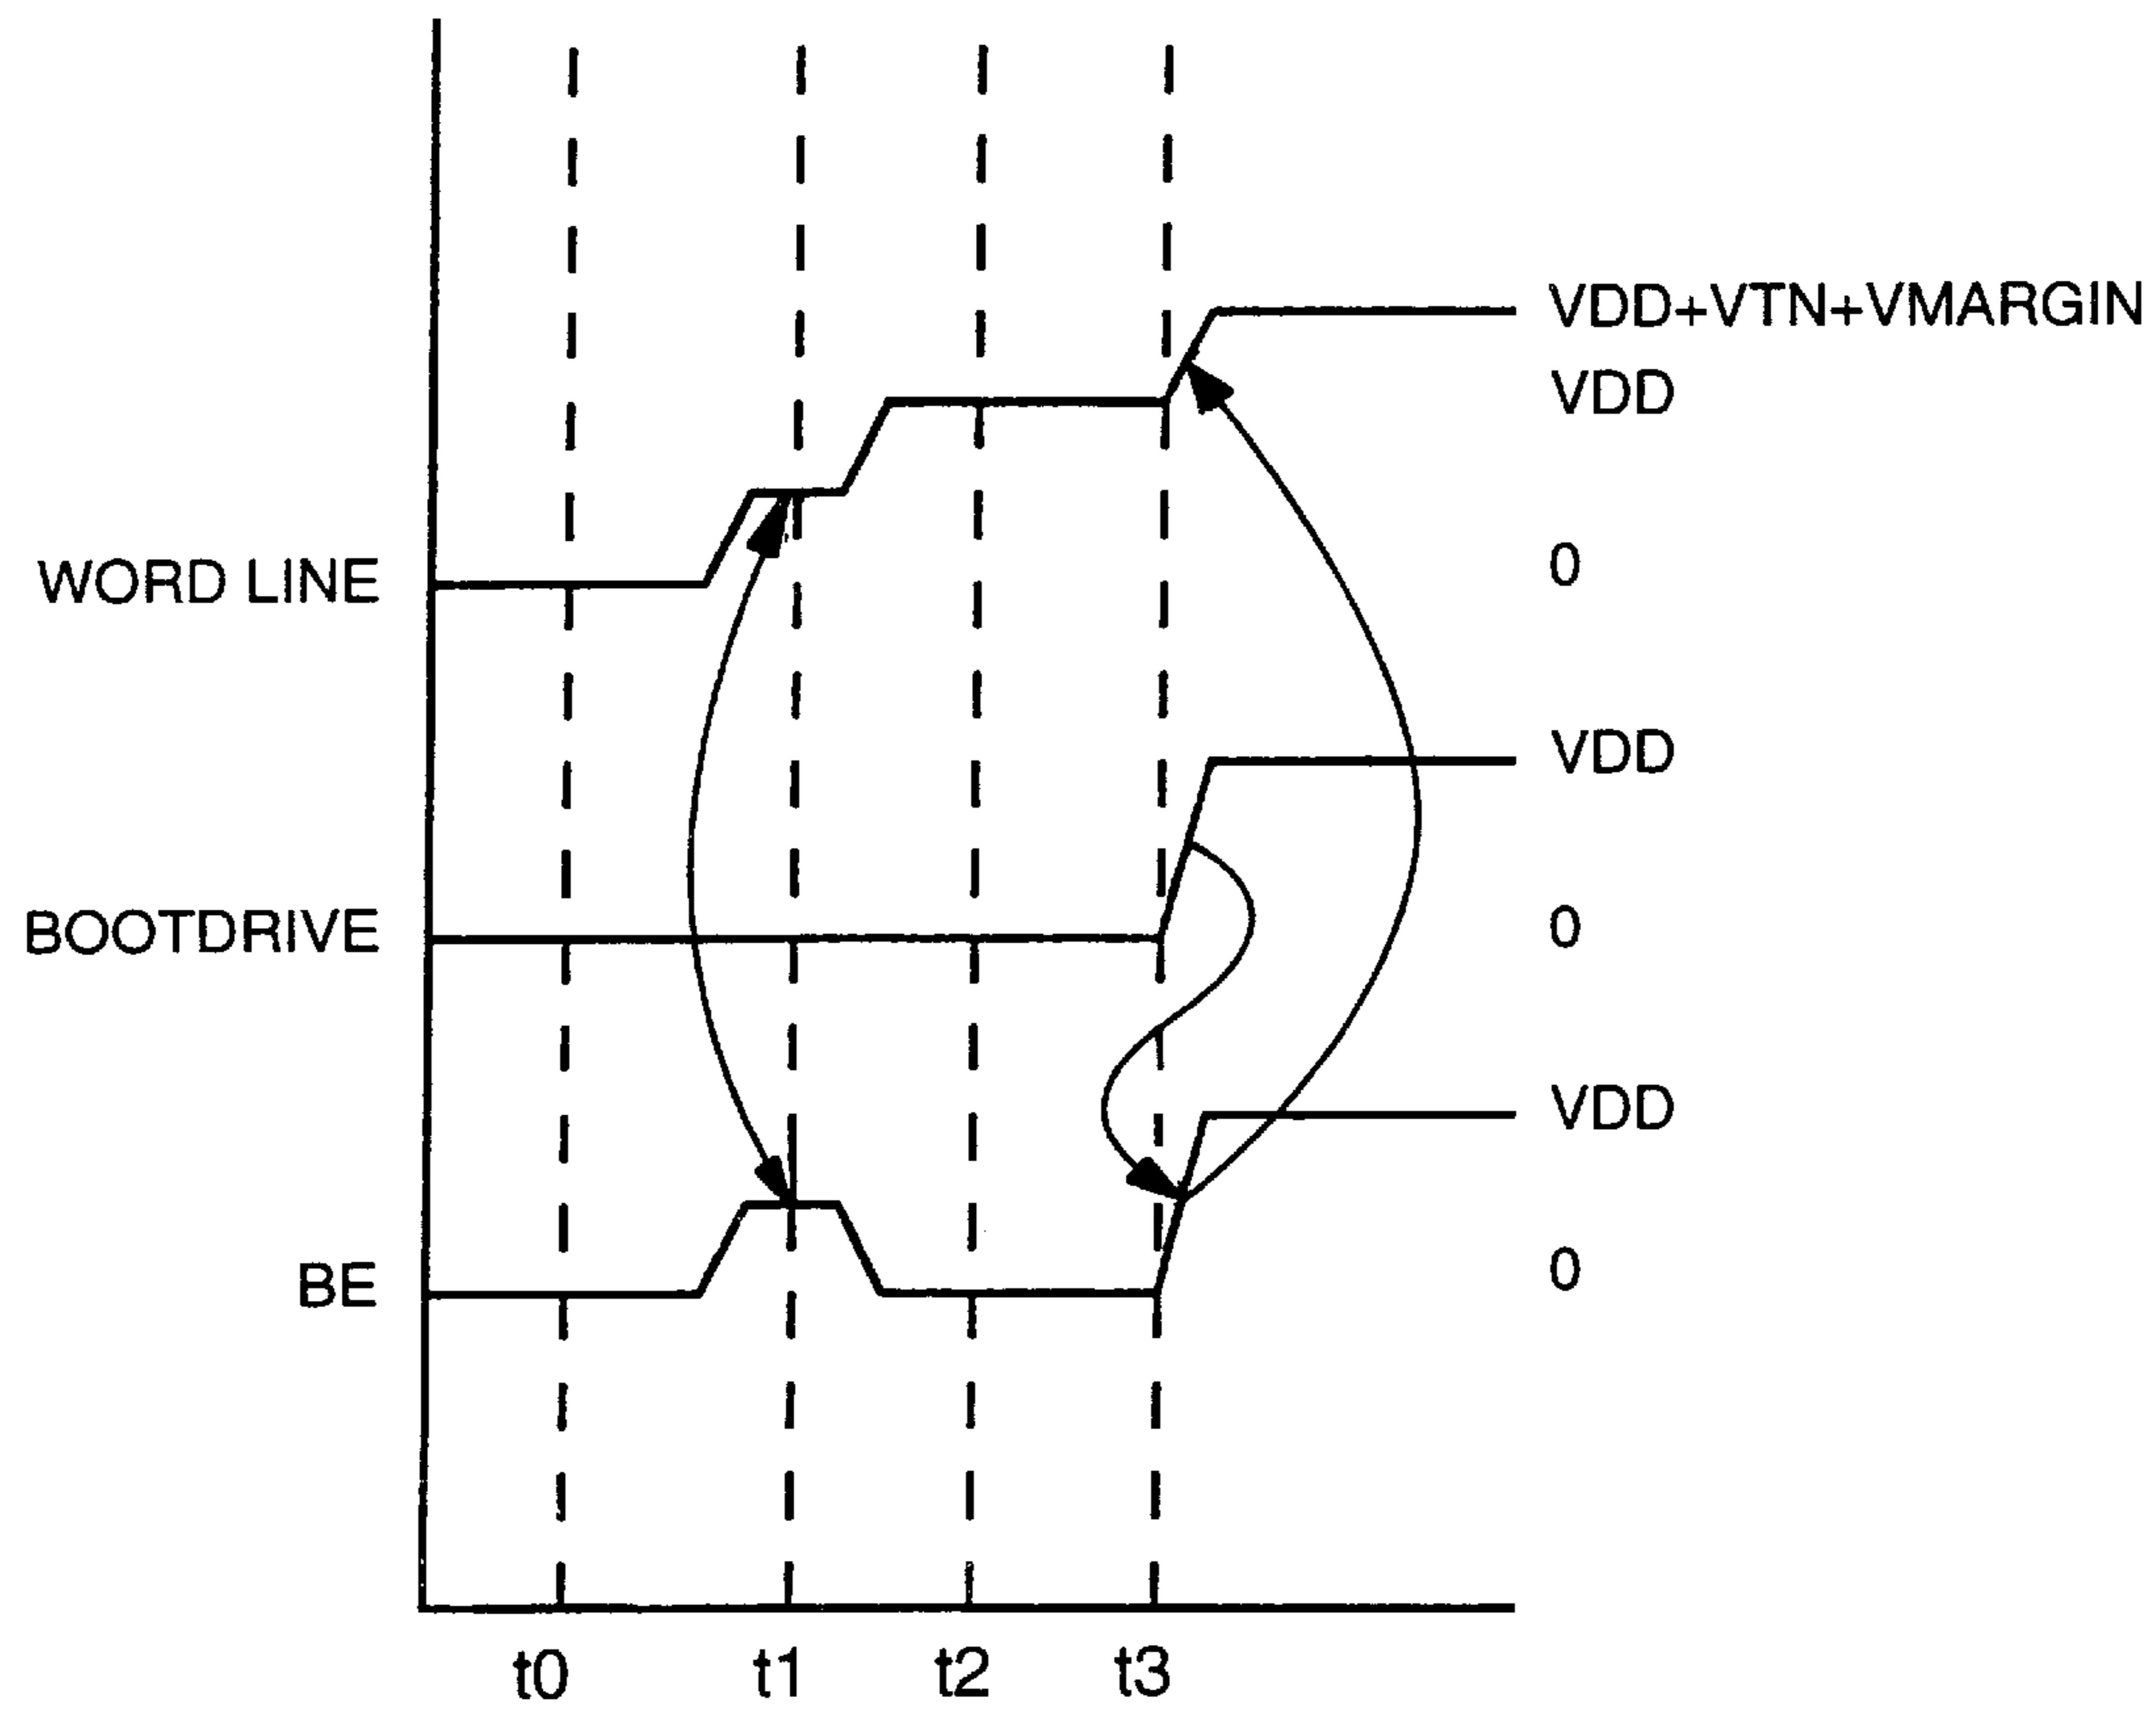 VDD+VTN+VMARGIN
VDD
WORD LINE 0
VDD
BOOTDRIVE 0
VDD
BE 0
t0 t1 t2 t3